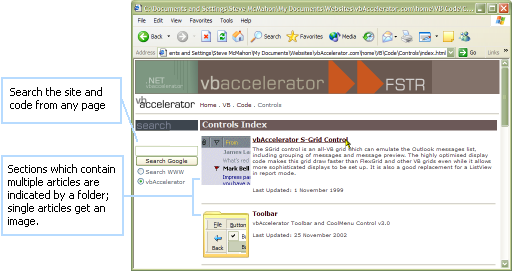 C:\Documents and Settings\Steve McMahon\My Documents\Websites\vbAccelerator.com\home\VB\Code\C
File Edit View Favorites Tools Help
Back Search Favorites Media
Address ents and Settings\Steve McMahon\My Documents\Websites\vbAccelerator.com\home\VB\Code\Controls\index.html Go Links
.NET
vbaccelerator vbaccelerator FSTR
vb
accelerator Home . VB . Code . Controls
Search the site and
code from any page
search
Search Google
Search WWW
vbAccelerator
Controls Index
From
James La
What's red
Mark Bell
Impress pa
you have a
vbAccelerator S-Grid Control
The SGrid control is an all-VB grid which can emulate the Outlook messages list,
including grouping of messages and message preview. The highly optimised display
code makes this grid draw faster than FlexGrid and other VB grids even while it allows
more sophisticated displays to be set up. It is also a good replacement for a ListView
in report mode.
Last Updated: 1 November 1999
Sections which contain
multiple articles are
indicated by a folder;
single articles get an
image.
File Button
Back Back
Toolbar
vbAccelerator Toolbar and CoolMenu Control v3.0
Last Updated: 25 November 2002